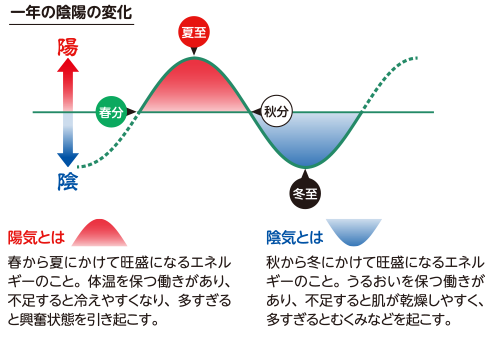 一年の陰陽の変化
夏至
陽
春分
秋分
陰
冬至
陽気とは
春から夏にかけて旺盛になるエネル
ギーのこと。体温を保つ働きがあり、
不足すると冷えやすくなり、多すぎる
と興奮状態を引き起こす。
陰気とは
秋から冬にかけて旺盛になるエネル
ギーのこと。うるおいを保つ働きが
あり、不足すると肌が乾燥しやすく、
多すぎるとむくみなどを起こす。